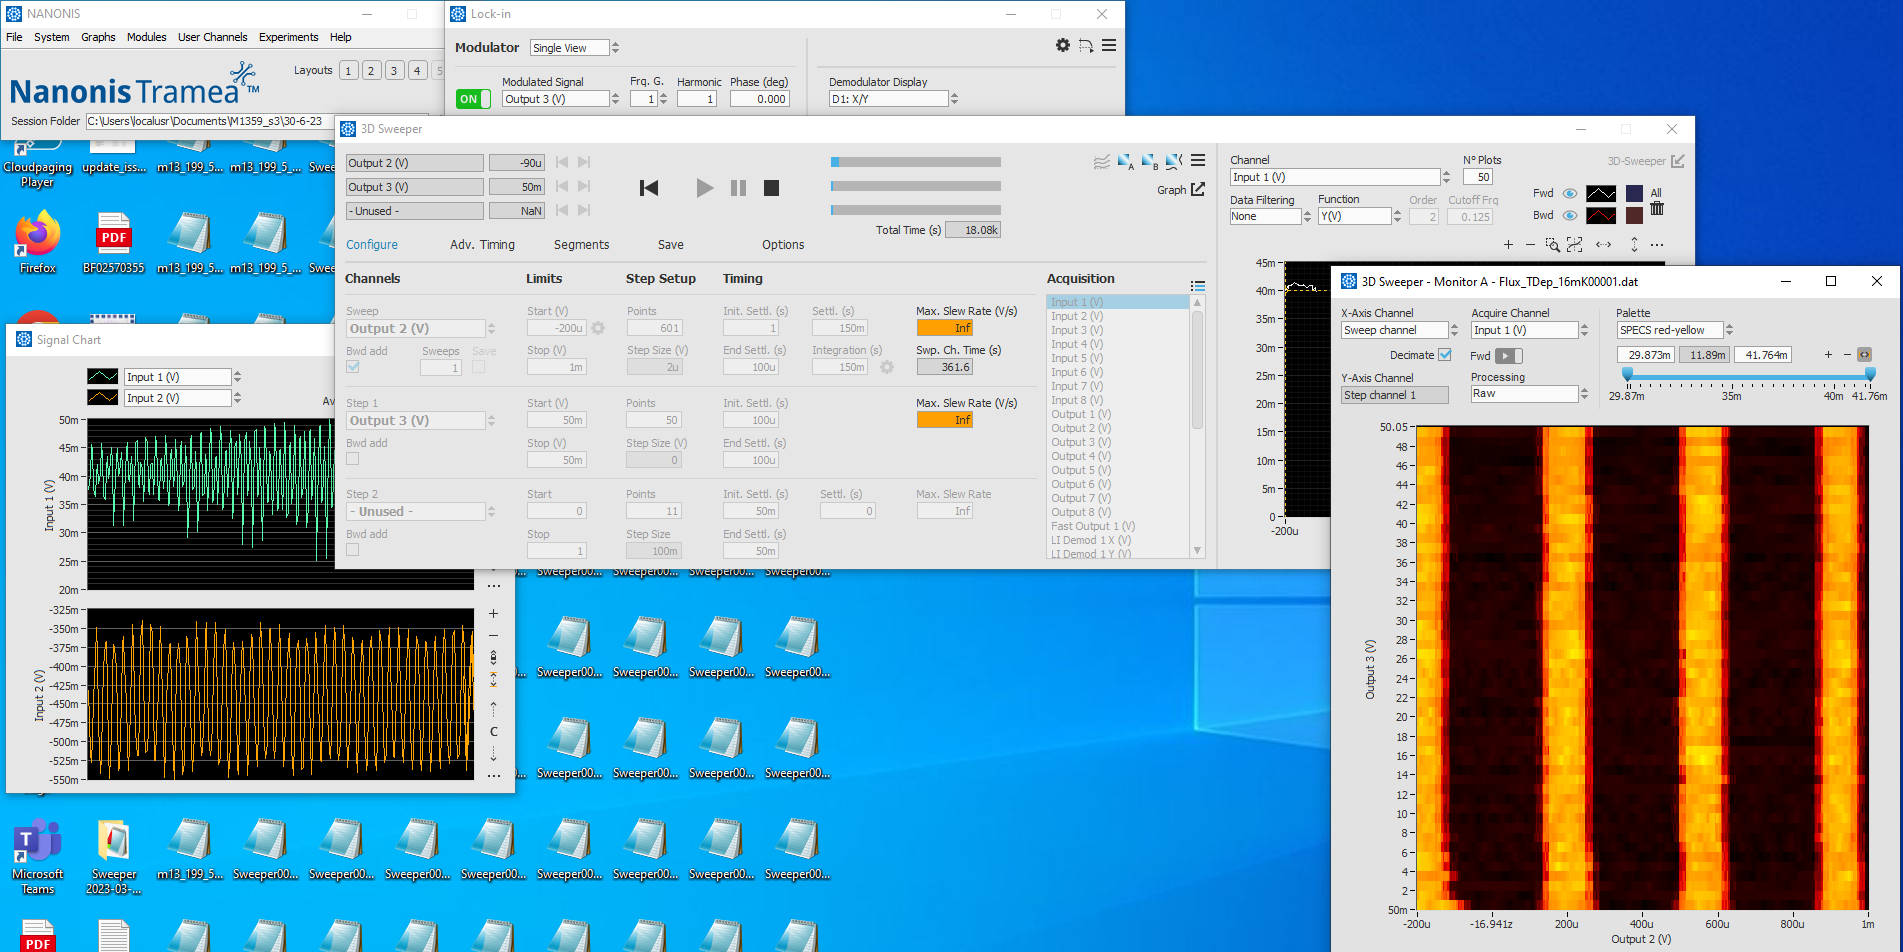 NANONIS
File System Graphs Modules User Channels Experiments Help
Layouts 1 2 3 4 5
Nanonis Tramea™
Session Folder C:\Users\localusr\Documents\M1359_s3\30-6-23
Lock-in
Modulator Single View
Modulated Signal Frq. G. Harmonic Phase (deg) Demodulator Display
ON Output 3 (V) 1 1 0.000 D1: X/Y
3D Sweeper
Output 2 (V) -90u
Output 3 (V) 50m
- Unused - NaN
A B
Graph
Total Time (s) 18.08k
Configure Adv. Timing Segments Save Options
Channels Limits Step Setup Timing Acquisition
Sweep Start (V) Points Init. Settl. (s) Settl. (s) Max. Slew Rate (V/s)
Output 2 (V) -200u 601 1 150m Inf
Bwd add Sweeps Save Stop (V) Step Size (V) End Settl. (s) Integration (s) Swp. Ch. Time (s)
1 1m 2u 100u 150m 361.6
Step 1 Start (V) Points Init. Settl. (s) Max. Slew Rate (V/s)
Output 3 (V) 50m 50 100u Inf
Bwd add Stop (V) Step Size (V) End Settl. (s)
50m 0 100u
Step 2 Start Points Init. Settl. (s) Settl. (s) Max. Slew Rate
- Unused - 0 11 50m 0 Inf
Bwd add Stop Step Size End Settl. (s)
1 100m 50m
Input 1 (V)
Input 2 (V)
Input 3 (V)
Input 4 (V)
Input 5 (V)
Input 6 (V)
Input 7 (V)
Input 8 (V)
Output 1 (V)
Output 2 (V)
Output 3 (V)
Output 4 (V)
Output 5 (V)
Output 6 (V)
Output 7 (V)
Output 8 (V)
Fast Output 1 (V)
LI Demod 1 X (V)
LI Demod 1 Y (V)
Channel N° Plots 3D-Sweeper
Input 1 (V) 50
Data Filtering Function Order Cutoff Frq
None Y(V) 2 0.125
Fwd All
Bwd
45m
40m
35m
30m
25m
20m
15m
10m
5m
0
-200u
3D Sweeper - Monitor A - Flux_TDep_16mK00001.dat
X-Axis Channel Acquire Channel Palette
Sweep channel Input 1 (V) SPECS red-yellow
Decimate Fwd 29.873m 11.89m 41.764m
Y-Axis Channel Processing
Step channel 1 Raw
29.87m 35m 40m 41.76m
50.05
48
46
44
42
40
38
36
34
32
30
28
26
24
22
20
18
16
14
12
10
8
6
4
2
50m
Output 3 (V)
-200u -16.941z 200u 400u 600u 800u 1m
Output 2 (V)
Signal Chart
Input 1 (V)
Input 2 (V)
Av
50m
45m
40m
35m
30m
25m
20m
Input 1 (V)
-325m
-350m
-375m
-400m
-425m
-450m
-475m
-500m
-525m
-550m
Input 2 (V)
C
Cloudpaging Player
update_iss...
m13_199_5...
m13_199_5_...
Swee
Firefox
PDF
BF02570355
m13_199_5...
m13_199_5_...
Swee
Sweeper00... Sweeper00... Sweeper00... Sweeper00...
Sweeper00... Sweeper00... Sweeper00... Sweeper00...
Sweeper00... Sweeper00... Sweeper00... Sweeper00...
T
Microsoft Teams
Sweeper 2023-03-...
m13_199_5... Sweeper00... Sweeper00... Sweeper00... Sweeper00... Sweeper00... Sweeper00... Sweeper00... Sweeper00...
PDF